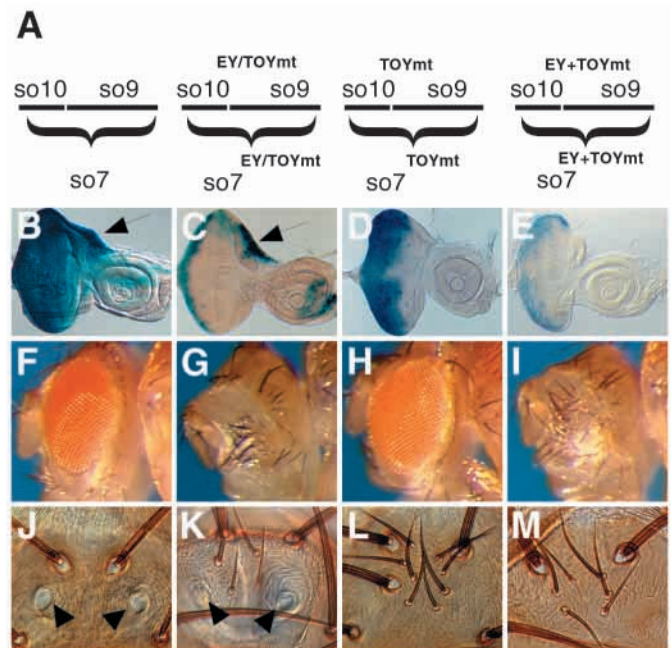 A
EY/TOYmt TOYmt EY+TOYmt
so10 so9 so10 so9 so10 so9 so10 so9
EY/TOYmt TOYmt EY+TOYmt
so7 so7 so7 so7
B C D E
F G H I
J K L M